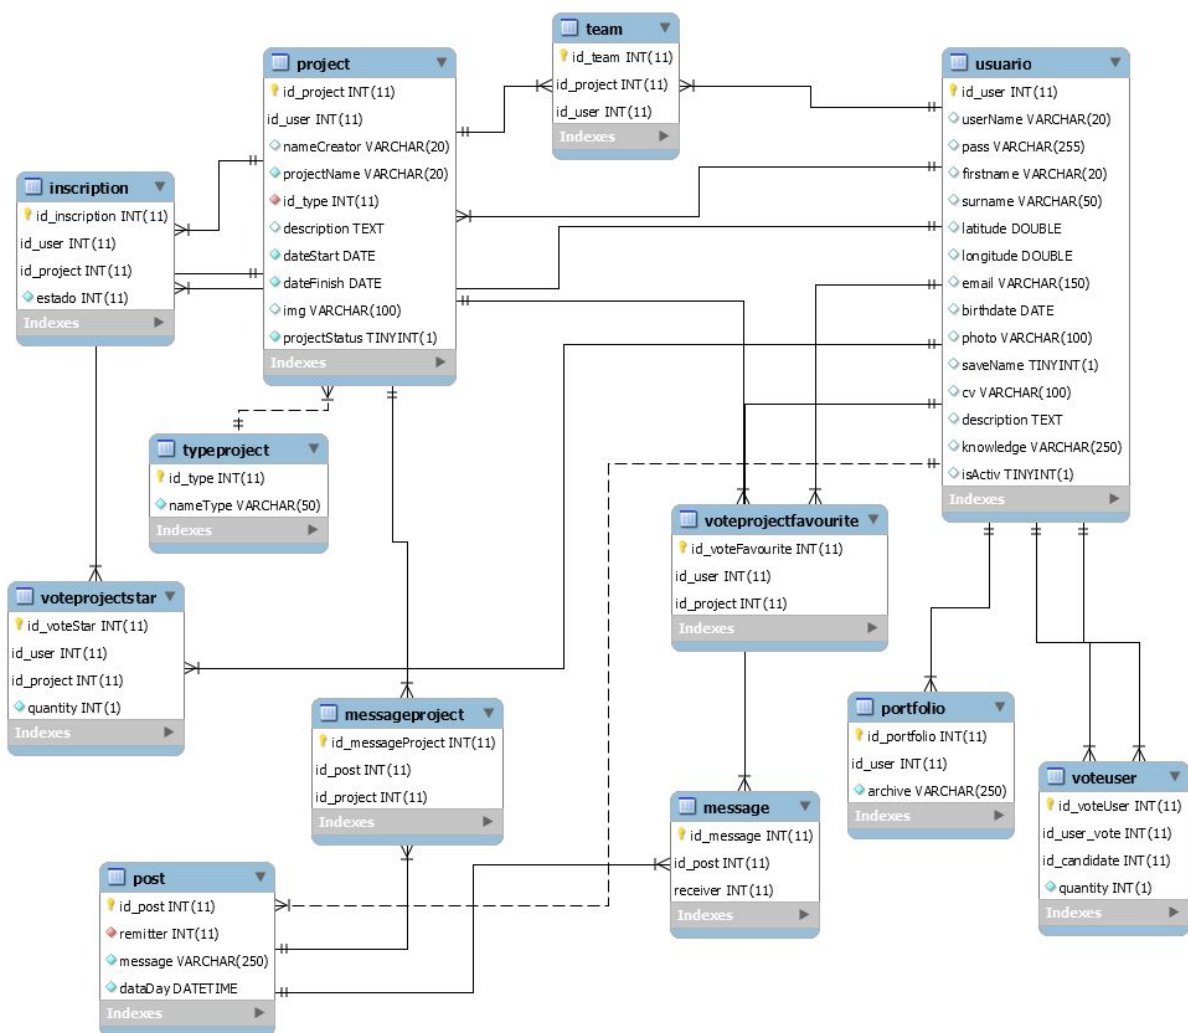 team
id_team INT(11)
id_project INT(11)
id_user INT(11)
Indexes
project
id_project INT(11)
id_user INT(11)
nameCreator VARCHAR(20)
projectName VARCHAR(20)
id_type INT(11)
description TEXT
dateStart DATE
dateFinish DATE
img VARCHAR(100)
projectStatus TINYINT(1)
Indexes
usuario
id_user INT(11)
userName VARCHAR(20)
pass VARCHAR(255)
firstname VARCHAR(20)
surname VARCHAR(50)
latitude DOUBLE
longitude DOUBLE
email VARCHAR(150)
birthdate DATE
photo VARCHAR(100)
saveName TINYINT(1)
cv VARCHAR(100)
description TEXT
knowledge VARCHAR(250)
isActiv TINYINT(1)
Indexes
inscription
id_inscription INT(11)
id_user INT(11)
id_project INT(11)
estado INT(11)
Indexes
typeproject
id_type INT(11)
nameType VARCHAR(50)
Indexes
voteprojectfavourite
id_voteFavourite INT(11)
id_user INT(11)
id_project INT(11)
Indexes
voteprojectstar
id_voteStar INT(11)
id_user INT(11)
id_project INT(11)
quantity INT(1)
Indexes
messageproject
id_messageProject INT(11)
id_post INT(11)
id_project INT(11)
Indexes
portfolio
id_portfolio INT(11)
id_user INT(11)
archive VARCHAR(250)
Indexes
voteuser
id_voteUser INT(11)
id_user_vote INT(11)
id_candidate INT(11)
quantity INT(1)
Indexes
message
id_message INT(11)
id_post INT(11)
receiver INT(11)
Indexes
post
id_post INT(11)
remitter INT(11)
message VARCHAR(250)
dataDay DATETIME
Indexes